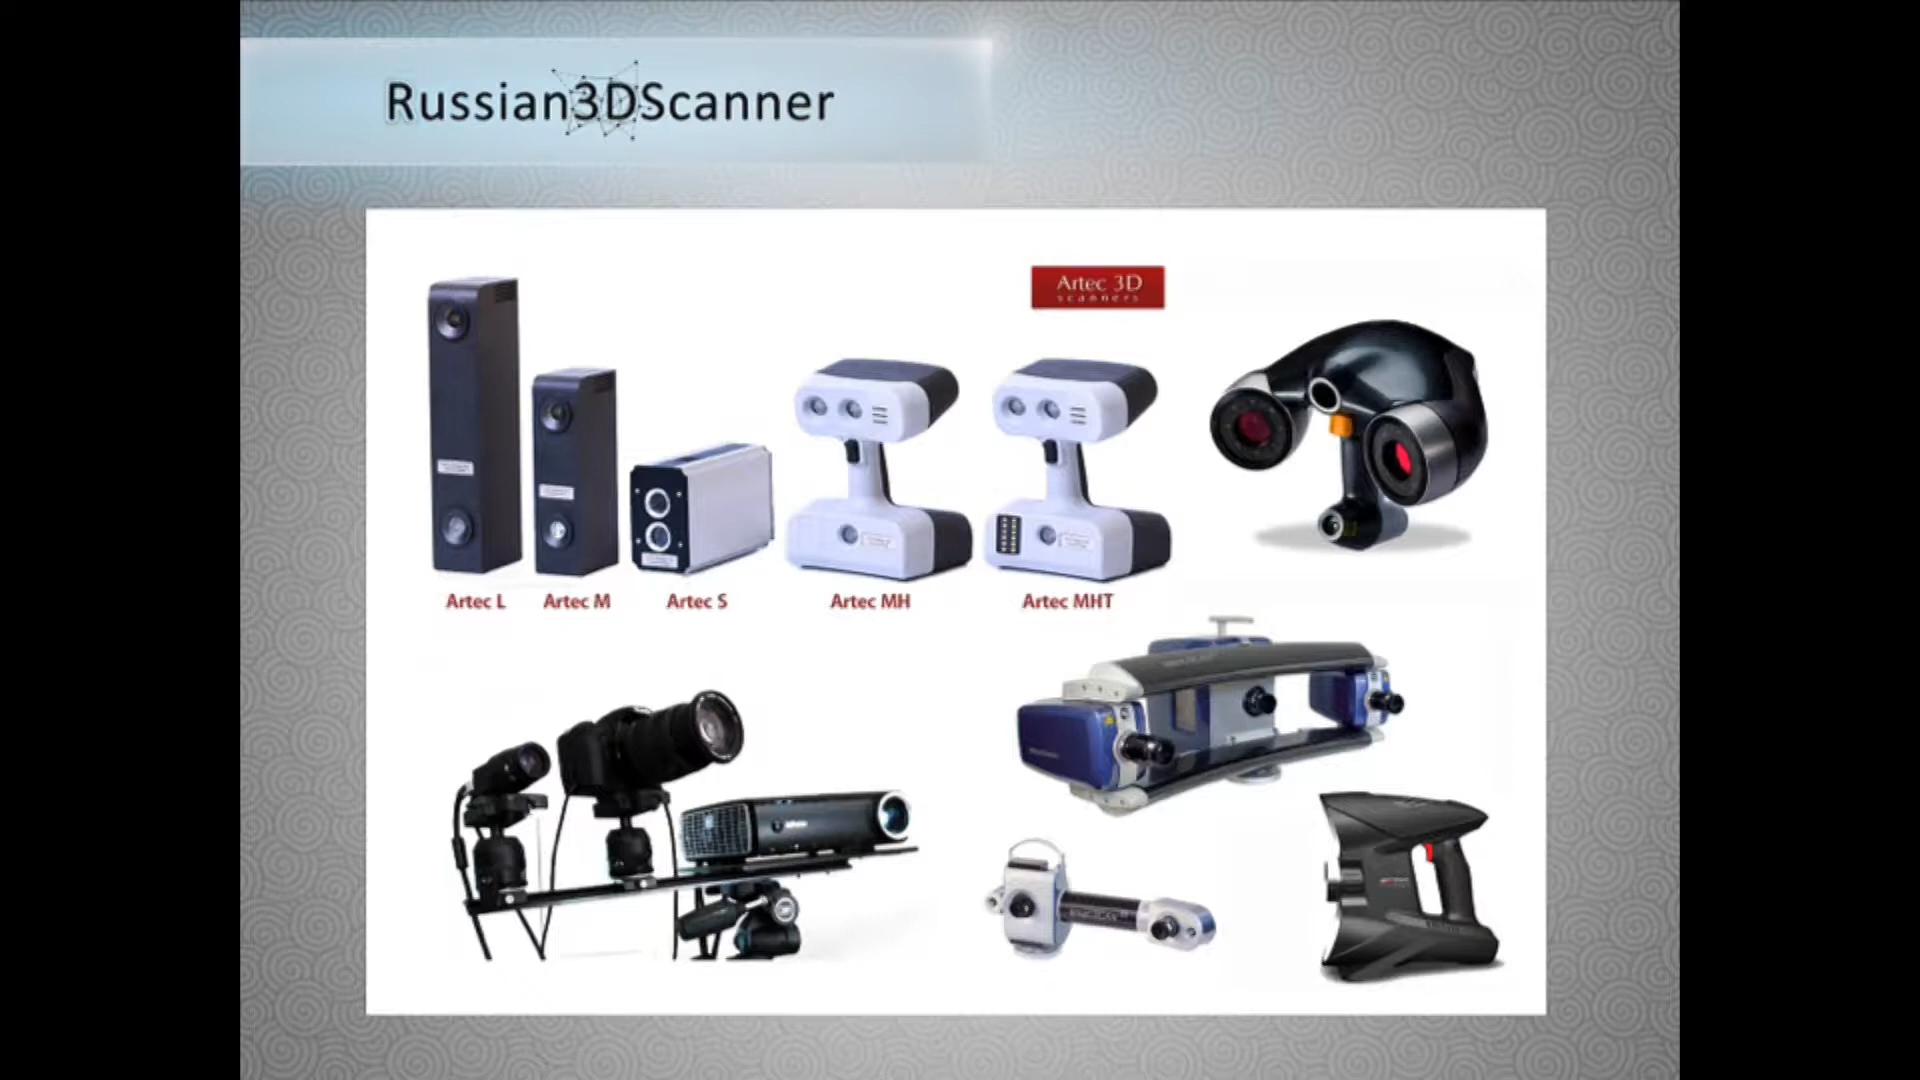 Russian3DScanner
Artec 3D
scanners
Artec L
Artec M
Artec S
Artec MH
Artec MHT